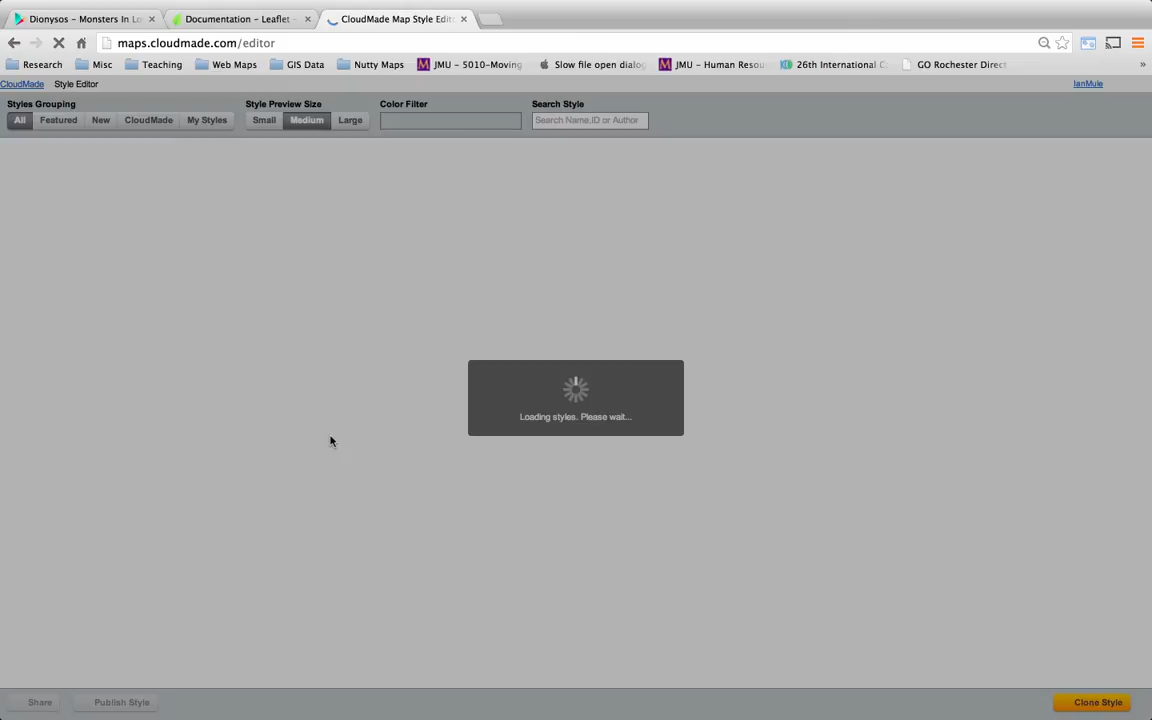 Dionysos – Monsters In Lo
Documentation – Leaflet –
CloudMade Map Style Edit
maps.cloudmade.com/editor
Research Misc Teaching Web Maps GIS Data Nutty Maps JMU – 5010–Moving Slow file open dialog JMU – Human Resou 26th International C GO Rochester Direct »
CloudMade Style Editor IanMule
Styles Grouping Style Preview Size Color Filter Search Style
All Featured New CloudMade My Styles Small Medium Large Search Name,ID or Author
Loading styles. Please wait...
Share Publish Style Clone Style